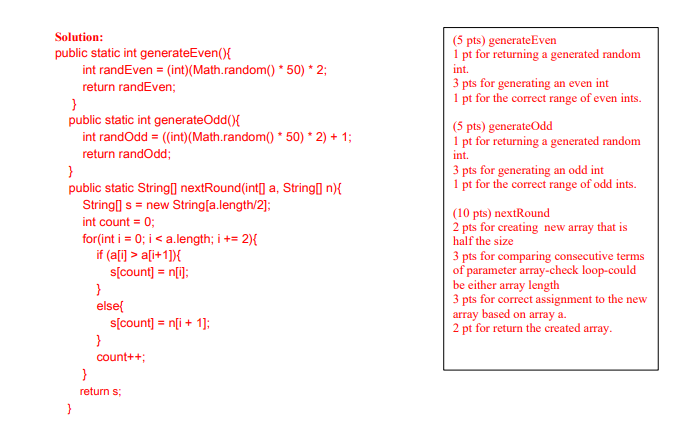 Solution:
public static int generateEven(){
int randEven = (int)(Math.random() * 50) * 2;
return randEven;
}
public static int generateOdd(){
int randOdd = ((int)(Math.random() * 50) * 2) + 1;
return randOdd;
}
public static String[] nextRound(int[] a, String[] n){
String[] s = new String[a.length/2];
int count = 0;
for(int i = 0; i < a.length; i += 2){
if (a[i] > a[i+1]){
s[count] = n[i];
}
else{
s[count] = n[i + 1];
}
count++;
}
return s;
}
(5 pts) generateEven
1 pt for returning a generated random
int.
3 pts for generating an even int
1 pt for the correct range of even ints.
(5 pts) generateOdd
1 pt for returning a generated random
int.
3 pts for generating an odd int
1 pt for the correct range of odd ints.
(10 pts) nextRound
2 pts for creating new array that is
half the size
3 pts for comparing consecutive terms
of parameter array-check loop-could
be either array length
3 pts for correct assignment to the new
array based on array a.
2 pt for return the created array.